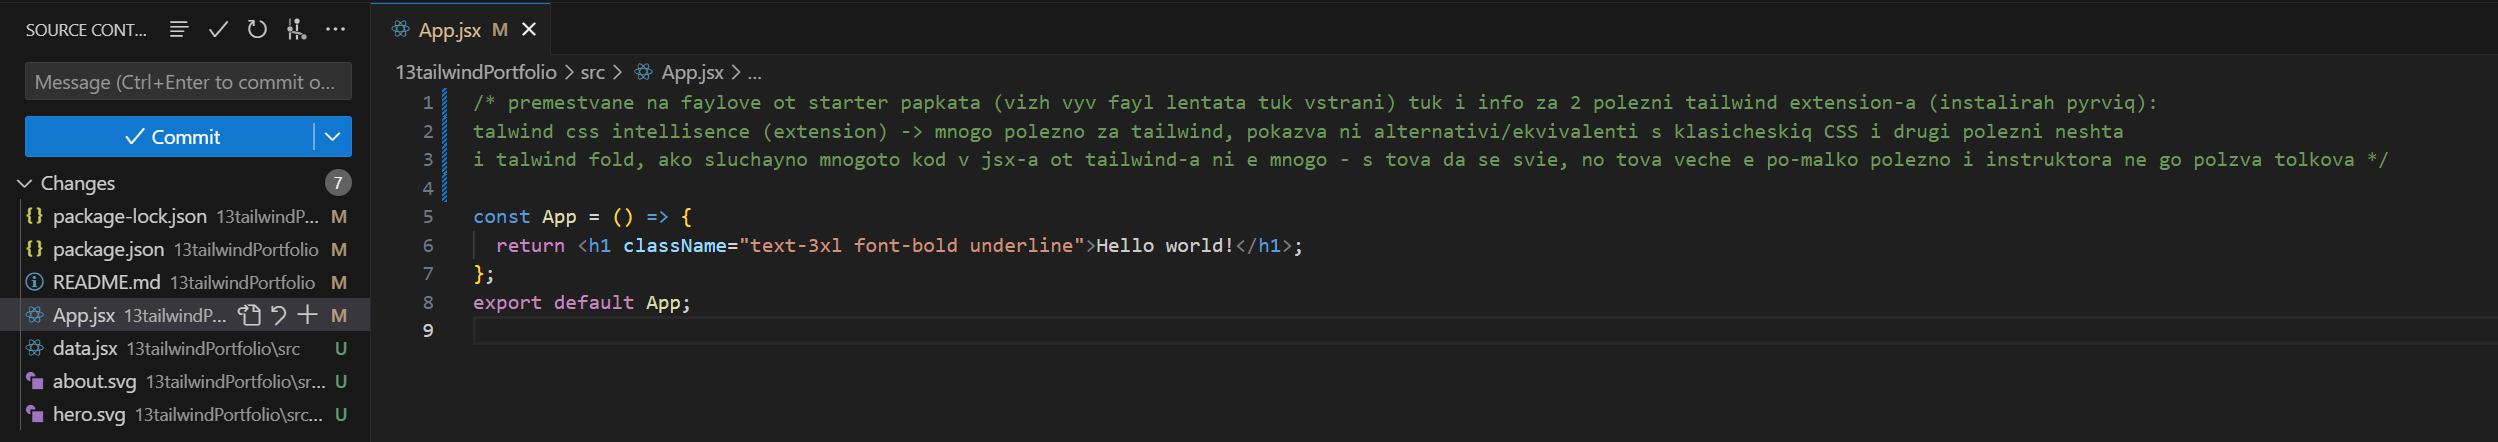 SOURCE CONT...
Message (Ctrl+Enter to commit o...
Commit
Changes 7
package-lock.json 13tailwindP... M
package.json 13tailwindPortfolio M
README.md 13tailwindPortfolio M
App.jsx 13tailwindP... M
data.jsx 13tailwindPortfolio\src U
about.svg 13tailwindPortfolio\sr... U
hero.svg 13tailwindPortfolio\src... U
App.jsx M
13tailwindPortfolio > src > App.jsx > ...
1 /* premestvane na faylove ot starter papkata (vizh vyv fayl lentata tuk vstrani) tuk i info za 2 polezni tailwind extension-a (instalirah pyrviq):
2 talwind css intellisence (extension) -> mnogo polezno za tailwind, pokazva ni alternativi/ekvivalenti s klasicheskiq CSS i drugi polezni neshta
3 i talwind fold, ako sluchayno mnogoto kod v jsx-a ot tailwind-a ni e mnogo - s tova da se svie, no tova veche e po-malko polezno i instruktora ne go polzva tolkova */
4
5 const App = () => {
6 return <h1 className="text-3xl font-bold underline">Hello world!</h1>;
7 };
8 export default App;
9